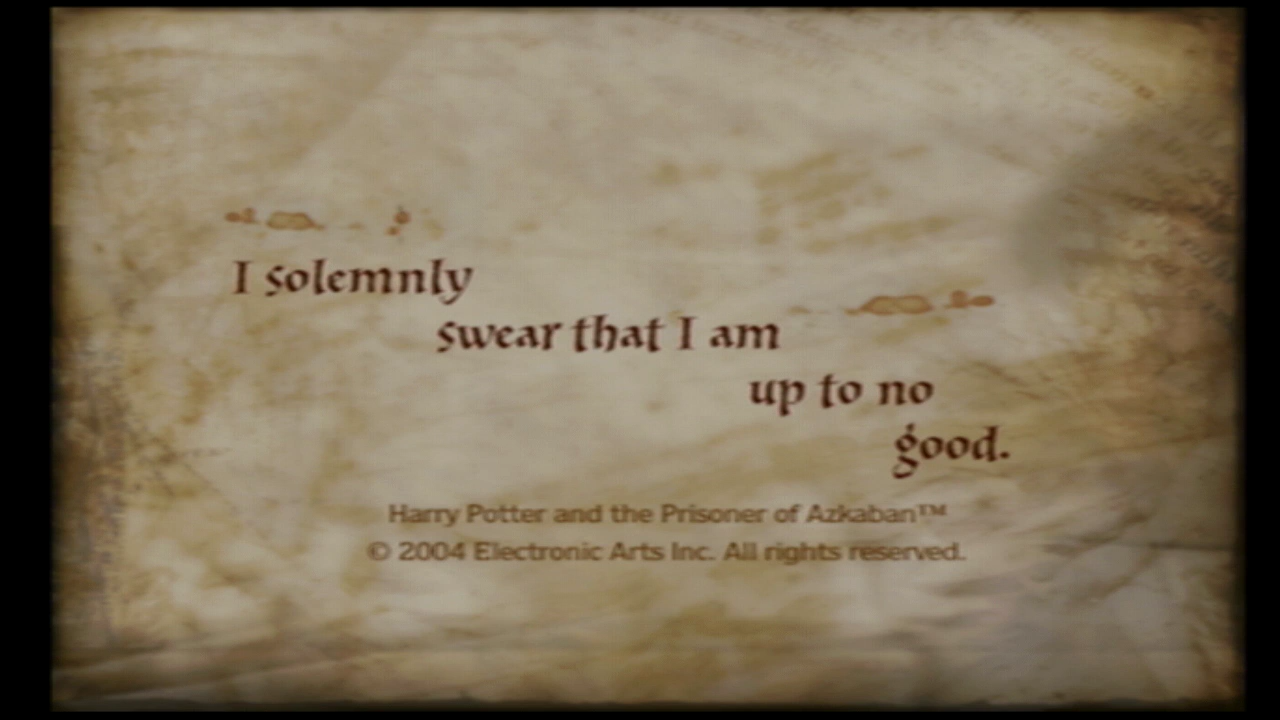 I solemnly
swear that I am
up to no
good.
Harry Potter and the Prisoner of Azkaban™
© 2004 Electronic Arts Inc. All rights reserved.